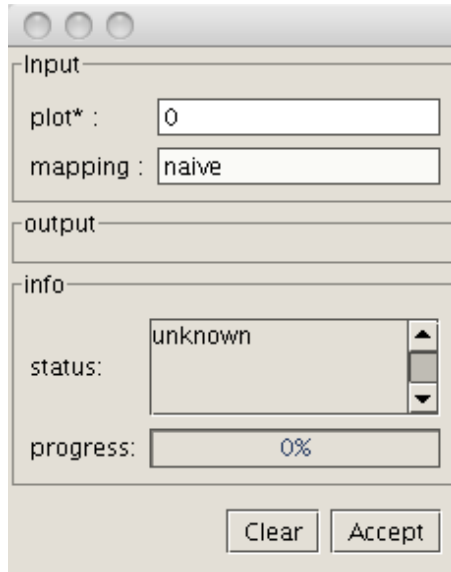 Input
plot* : 0
mapping : naive
output
info
status: unknown
progress: 0%
Clear Accept